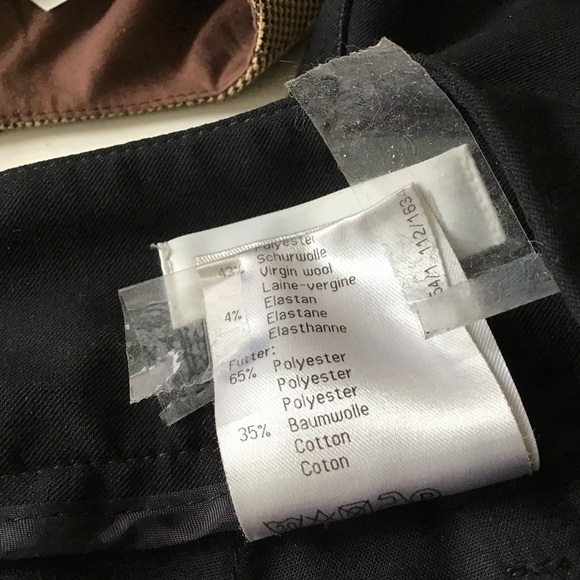 Polyester
Schurwolle
43% Virgin wool
Laine-vergine
Elastan
4% Elastane
Elasthanne
Futter:
65% Polyester
Polyester
Polyester
35% Baumwolle
Cotton
Coton